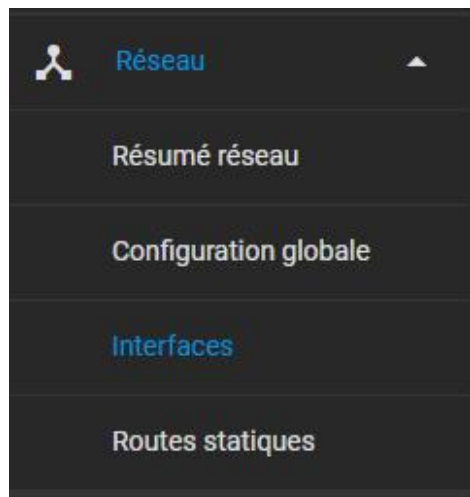 Réseau
Résumé réseau
Configuration globale
Interfaces
Routes statiques